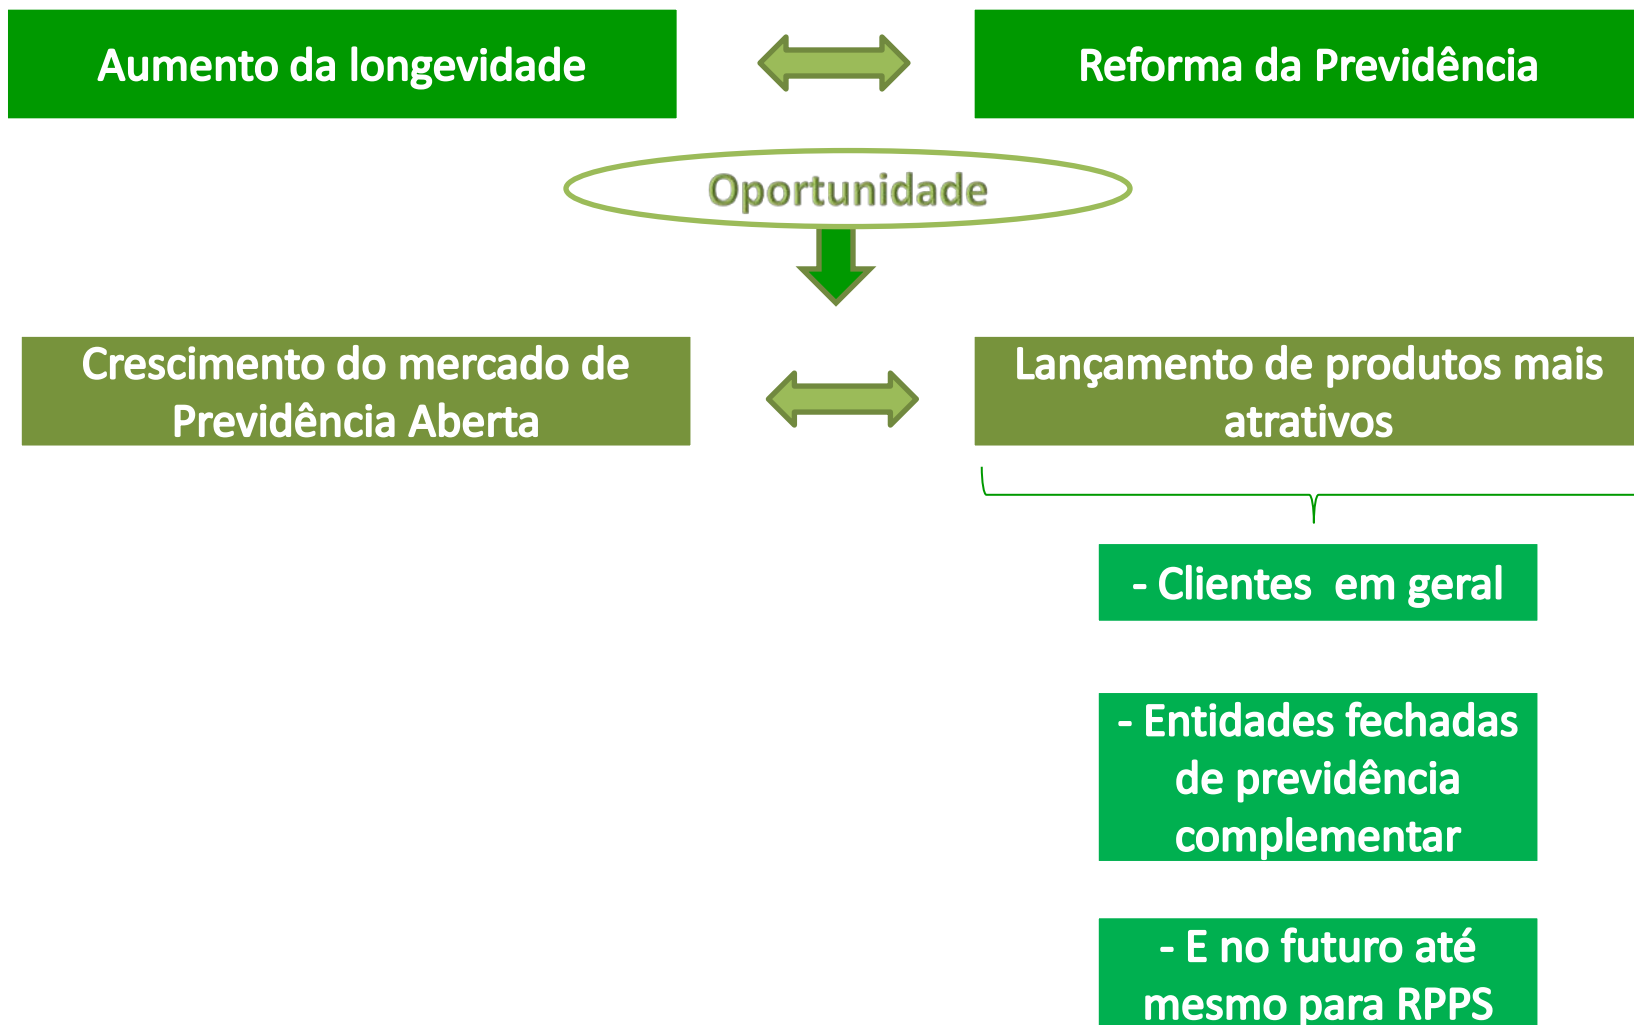 Aumento da longevidade
Reforma da Previdência
Oportunidade
Crescimento do mercado de
Previdência Aberta
Lançamento de produtos mais
atrativos
- Clientes  em geral
- Entidades fechadas
de previdência
complementar
- E no futuro até
mesmo para RPPS